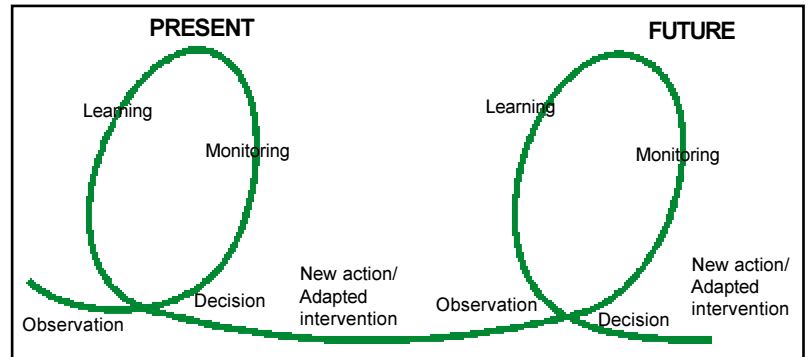 PRESENT
FUTURE
Learning
Monitoring
Learning
Monitoring
Observation
Decision
New action/
Adapted
intervention
Observation
Decision
New action/
Adapted
intervention